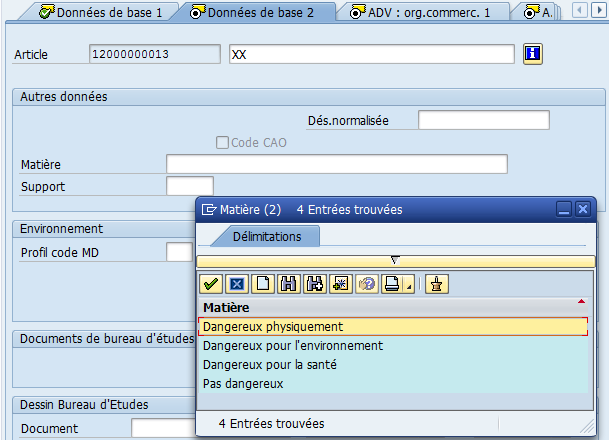 Données de base 1 Données de base 2 ADV : org.commerc. 1 A.
Article 12000000013 XX
Autres données
Dés.normalisée
Code CAO
Matière
Support
Matière (2) 4 Entrées trouvées
Environnement
Délimitations
Profil code MD
Matière
Dangereux physiquement
Documents de bureau d'études
Dangereux pour l'environnement
Dangereux pour la santé
Pas dangereux
Dessin Bureau d'Etudes
Document
4 Entrées trouvées